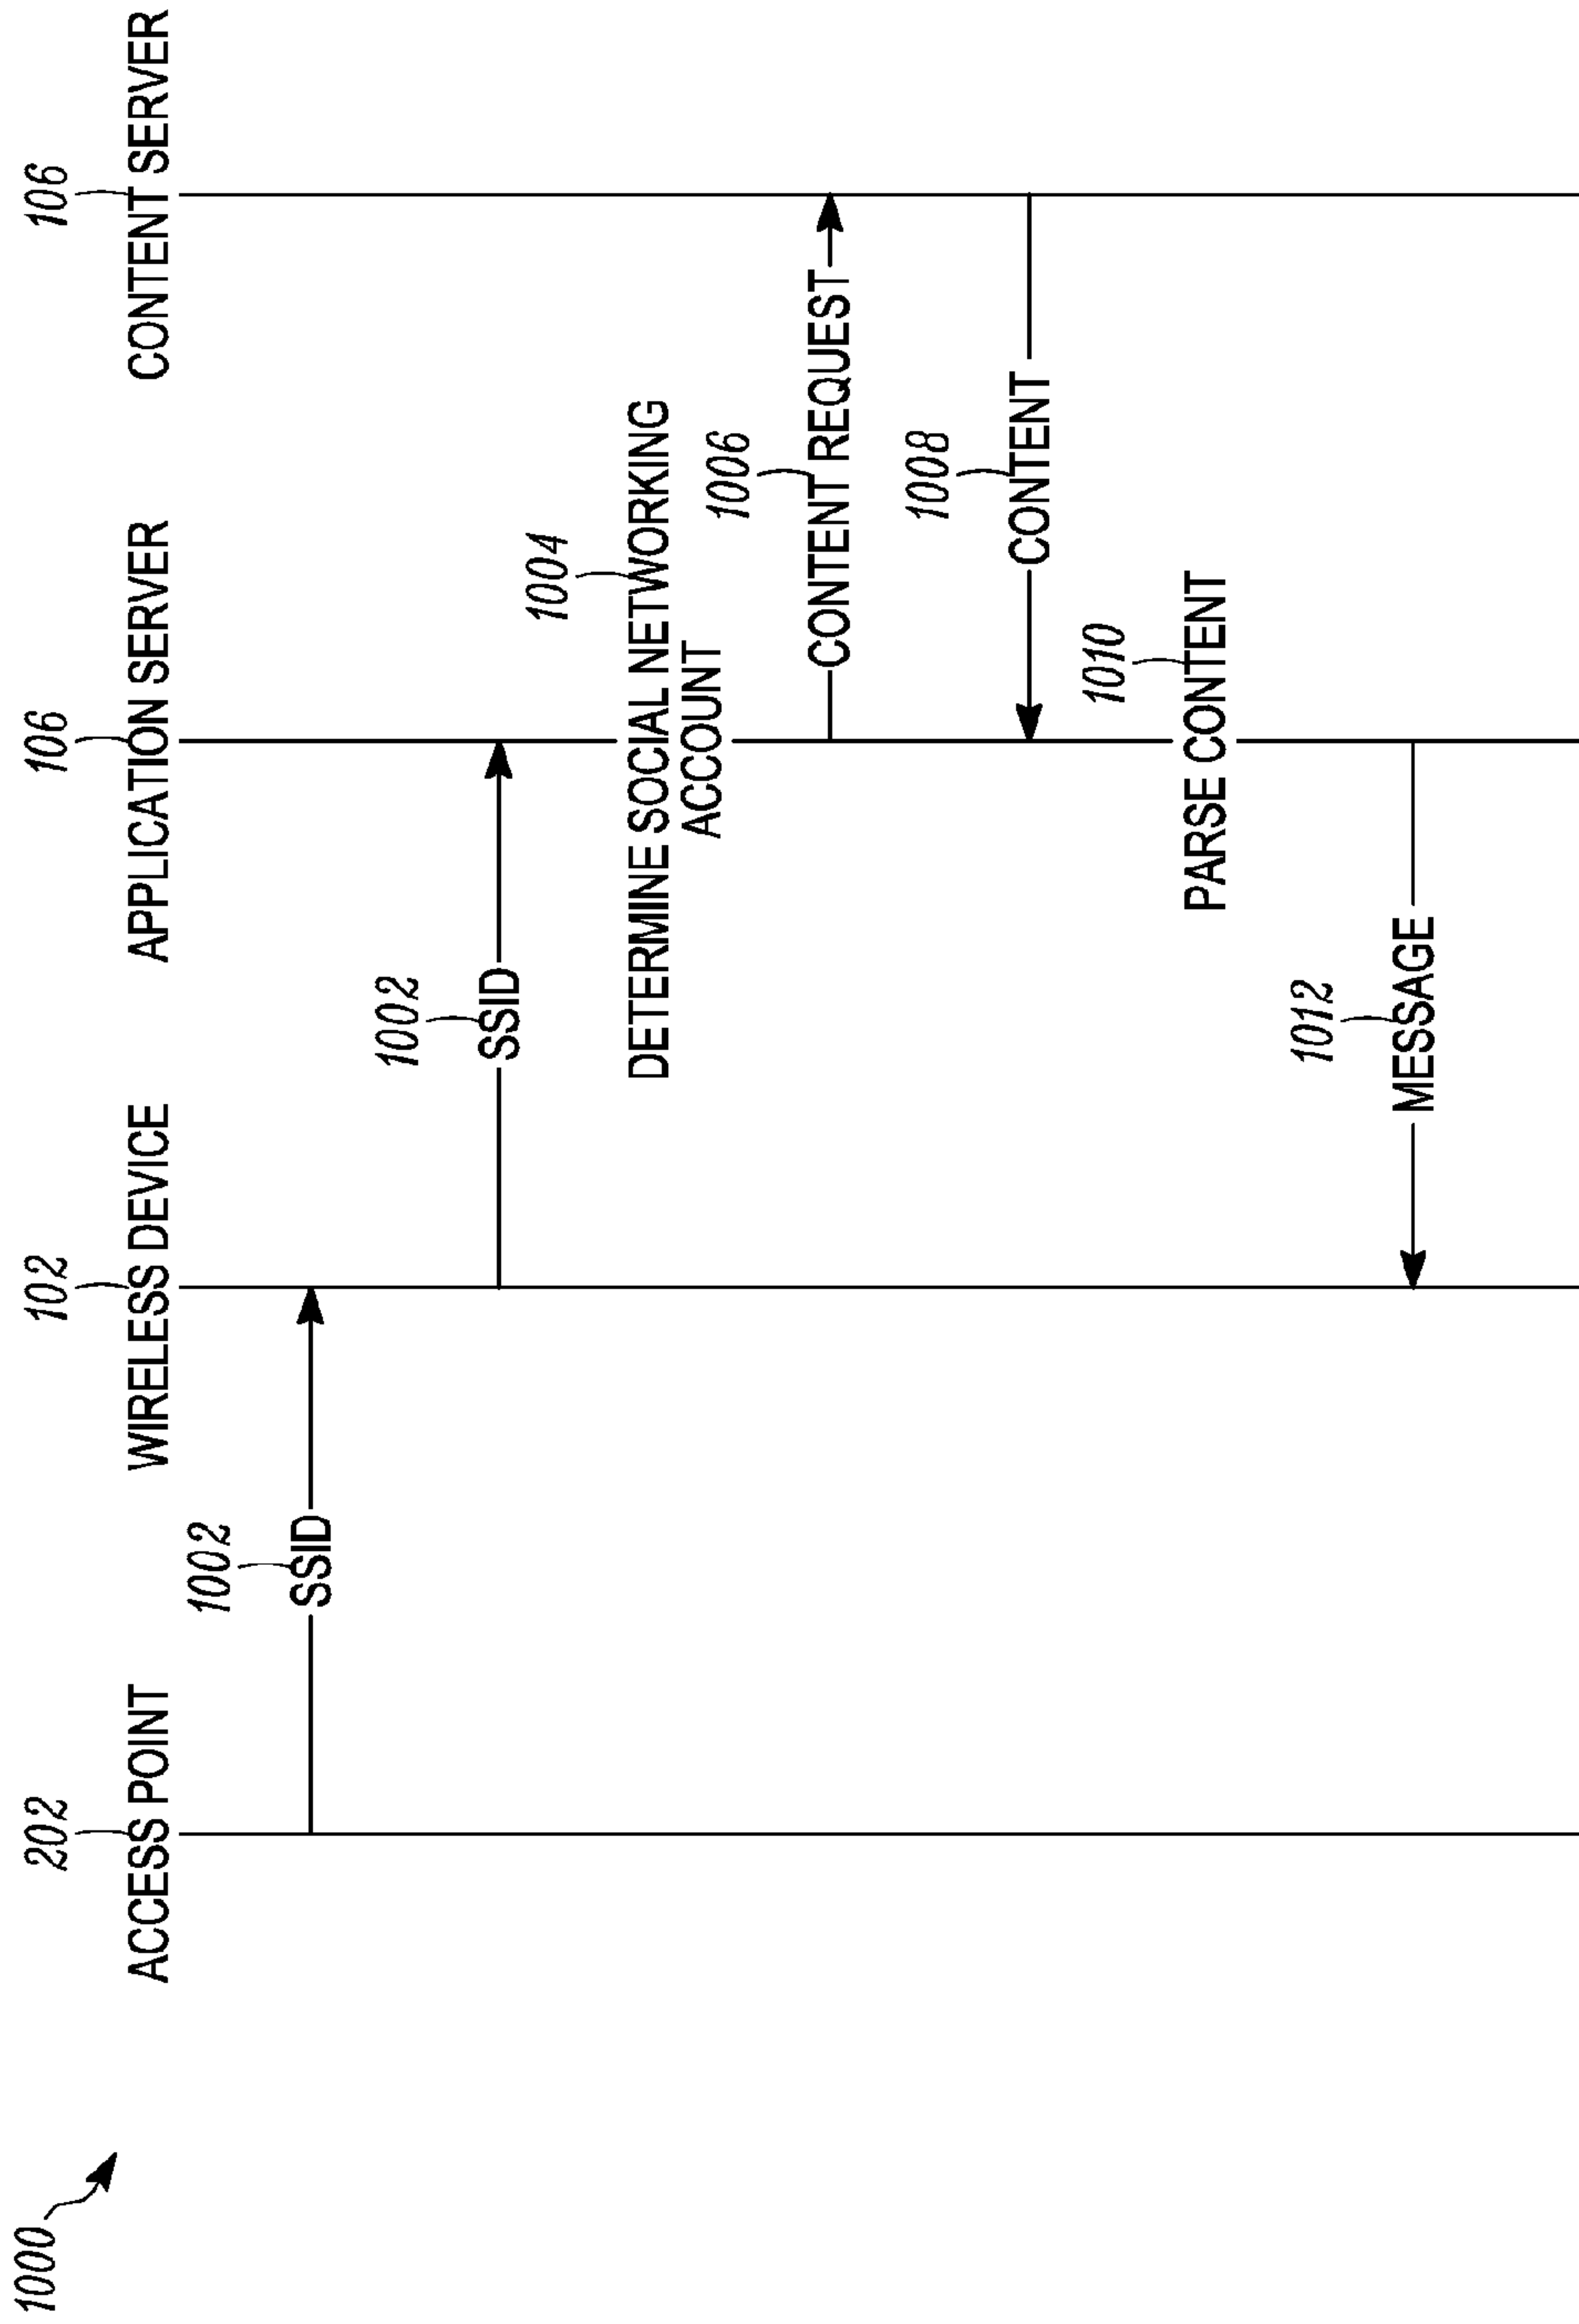 1000
202
ACCESS POINT
102
WIRELESS DEVICE
106
APPLICATION SERVER
106
CONTENT SERVER
1002
SSID
1002
SSID
1004
DETERMINE SOCIAL NETWORKING
ACCOUNT
1006
CONTENT REQUEST
1008
CONTENT
1010
PARSE CONTENT
1012
MESSAGE